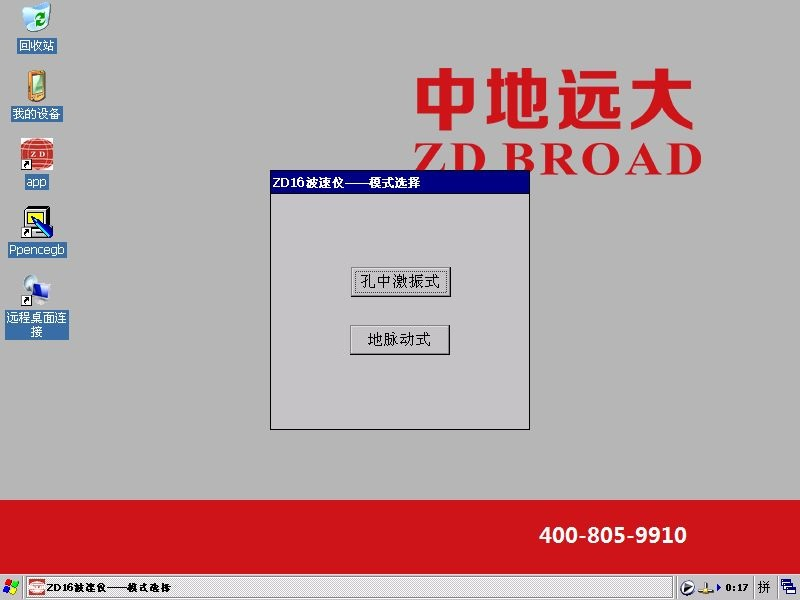 回收站
我的设备
ZD
app
Ppencegb
远程桌面连
接
中地远大
ZD BROAD
ZD16波速仪——模式选择
孔中激振式
地脉动式
400-805-9910
ZD16波速仪——模式选择
0:17
拼